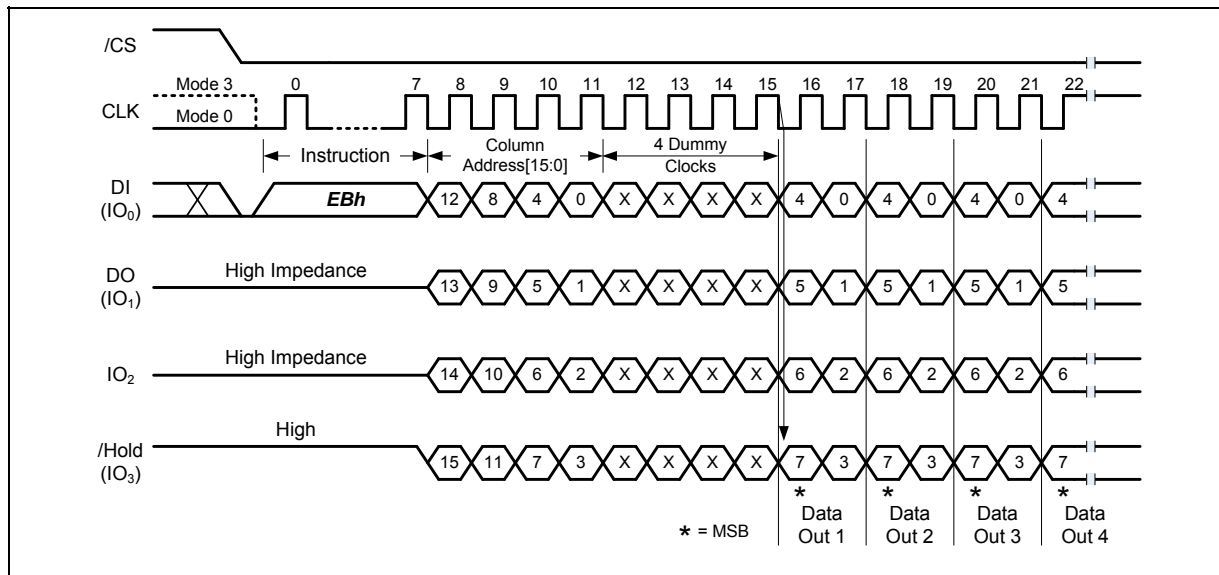 /CS
Mode 3 0 7 8 9 10 11 12 13 14 15 16 17 18 19 20 21 22
CLK
Mode 0
Instruction
Column
Address[15:0]
4 Dummy
Clocks
DI
(IO0)
EBh 12 8 4 0 X X X X 4 0 4 0 4 0 4
DO
(IO1)
High Impedance 13 9 5 1 X X X X 5 1 5 1 5 1 5
IO2
High Impedance 14 10 6 2 X X X X 6 2 6 2 6 2 6
/Hold
(IO3)
High 15 11 7 3 X X X X 7 3 7 3 7 3 7
* * * *
* = MSB
Data
Out 1
Data
Out 2
Data
Out 3
Data
Out 4